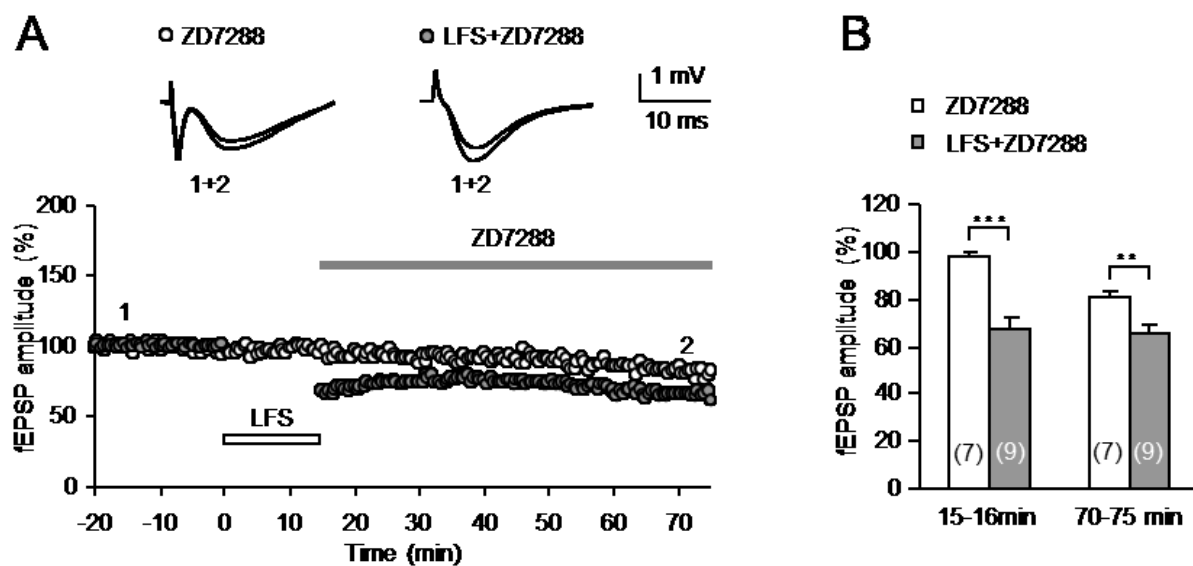 A
ZD7288
LFS+ZD7288
1 mV
10 ms
1+2
1+2
fEPSP amplitude (%)
200
150
100
50
0
ZD7288
1
2
LFS
-20
-10
0
10
20
30
40
50
60
70
Time (min)
B
ZD7288
LFS+ZD7288
fEPSP amplitude (%)
120
100
80
60
40
20
0
***
**
(7)
(9)
(7)
(9)
15-16min
70-75 min